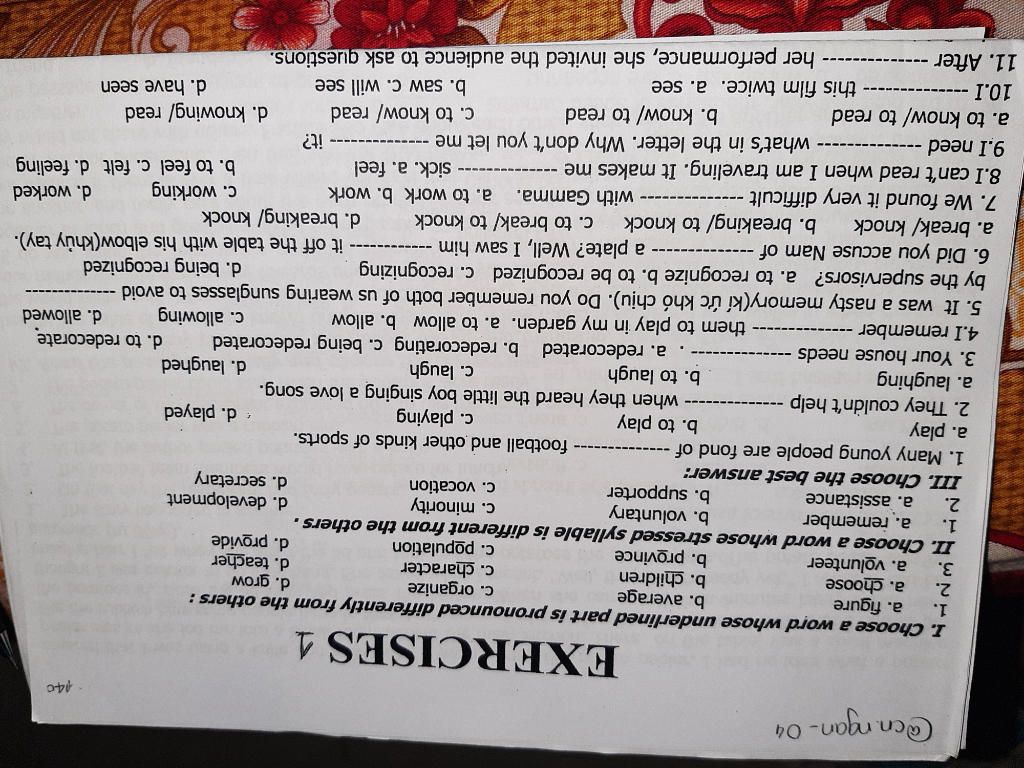 @cn.ngan-04
14C
EXERCISES 1
I. Choose a word whose underlined part is pronounced differently from the others :
1. a. figure b. average c. organize d. grow
2. a. choose b. children c. character d. teacher
3. a. volunteer b. province c. population d. provide
II. Choose a word whose stressed syllable is different from the others .
1. a. remember b. voluntary c. minority d. development
2. a. assistance b. supporter c. vocation d. secretary
III. Choose the best answer:
1. Many young people are fond of ------------ football and other kinds of sports.
a. play b. to play c. playing d. played
2. They couldn't help ------------ when they heard the little boy singing a love song.
a. laughing b. to laugh c. laugh d. laughed
3. Your house needs ------------ . a. redecorated b. redecorating c. being redecorated d. to redecorate
4.I remember ------------ them to play in my garden. a. to allow b. allow c. allowing d. allowed
5. It was a nasty memory(kí ức khó chịu). Do you remember both of us wearing sunglasses to avoid ------------
by the supervisors? a. to recognize b. to be recognized c. recognizing d. being recognized
6. Did you accuse Nam of ------------ a plate? Well, I saw him ------------ it off the table with his elbow(khủy tay).
a. break/ knock b. breaking/ to knock c. to break/ to knock d. breaking/ knock
7. We found it very difficult ------------ with Gamma. a. to work b. work c. working d. worked
8.I can't read when I am traveling. It makes me ------------ sick. a. feel b. to feel c. felt d. feeling
9.I need ------------ what's in the letter. Why don't you let me ------------ it?
a. to know/ to read b. know/ to read c. to know/ read d. knowing/ read
10.I ------------ this film twice. a. see b. saw c. will see d. have seen
11. After ------------ her performance, she invited the audience to ask questions.